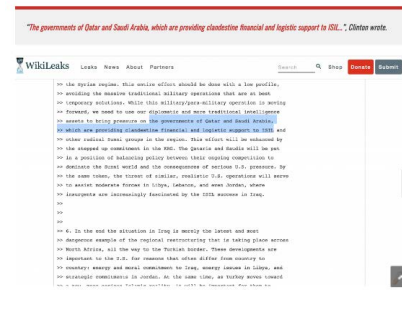 "The governments of Qatar and Saudi Arabia, which are providing clandestine financial and logistic support to ISIL...", Clinton wrote.
WikiLeaks Leaks News About Partners Search Shop Donate Submit
>> the Syrian regime. This entire effort should be done with a low profile,
>> avoiding the massive traditional military operations that are at best
>> temporary solutions. While this military/para-military operation is moving
>> forward, we need to use our diplomatic and more traditional intelligence
>> assets to bring pressure on the governments of Qatar and Saudi Arabia,
>> which are providing clandestine financial and logistic support to ISIL and
>> other radical Sunni groups in the region. This effort will be enhanced by
>> the stepped up commitment in the KRG. The Qataris and Saudis will be put
>> in a position of balancing policy between their ongoing competition to
>> dominate the Sunni world and the consequences of serious U.S. pressure. By
>> the same token, the threat of similar, realistic U.S. operations will serve
>> to assist moderate forces in Libya, Lebanon, and even Jordan, where
>> insurgents are increasingly fascinated by the ISIL success in Iraq.
>>
>>
>>
>> 6. In the end the situation in Iraq is merely the latest and most
>> dangerous example of the regional restructuring that is taking place across
>> North Africa, all the way to the Turkish border. These developments are
>> important to the U.S. for reasons that often differ from country to
>> country: energy and moral commitment to Iraq, energy issues in Libya, and
>> strategic commitments in Jordan. At the same time, as Turkey moves toward